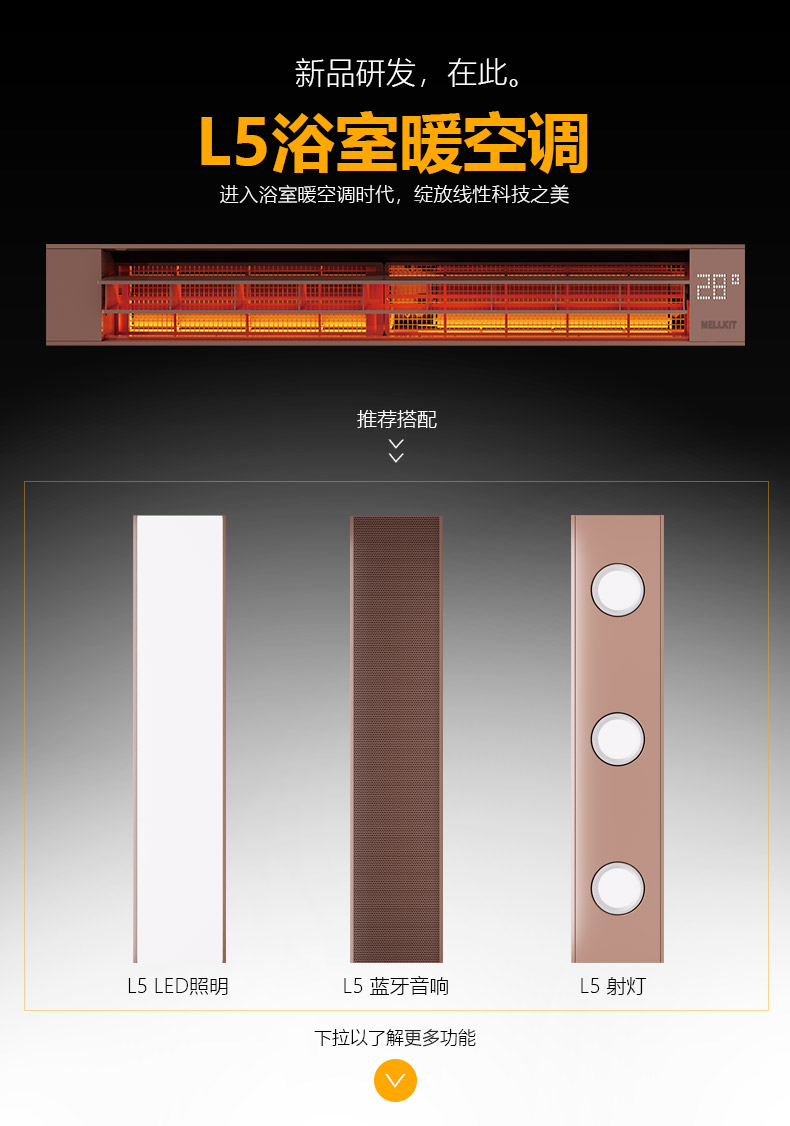 新品研发，在此。
L5浴室暖空调
进入浴室暖空调时代，绽放线性科技之美
28°
NELLKIT
推荐搭配
L5 LED照明
L5 蓝牙音响
L5 射灯
下拉以了解更多功能